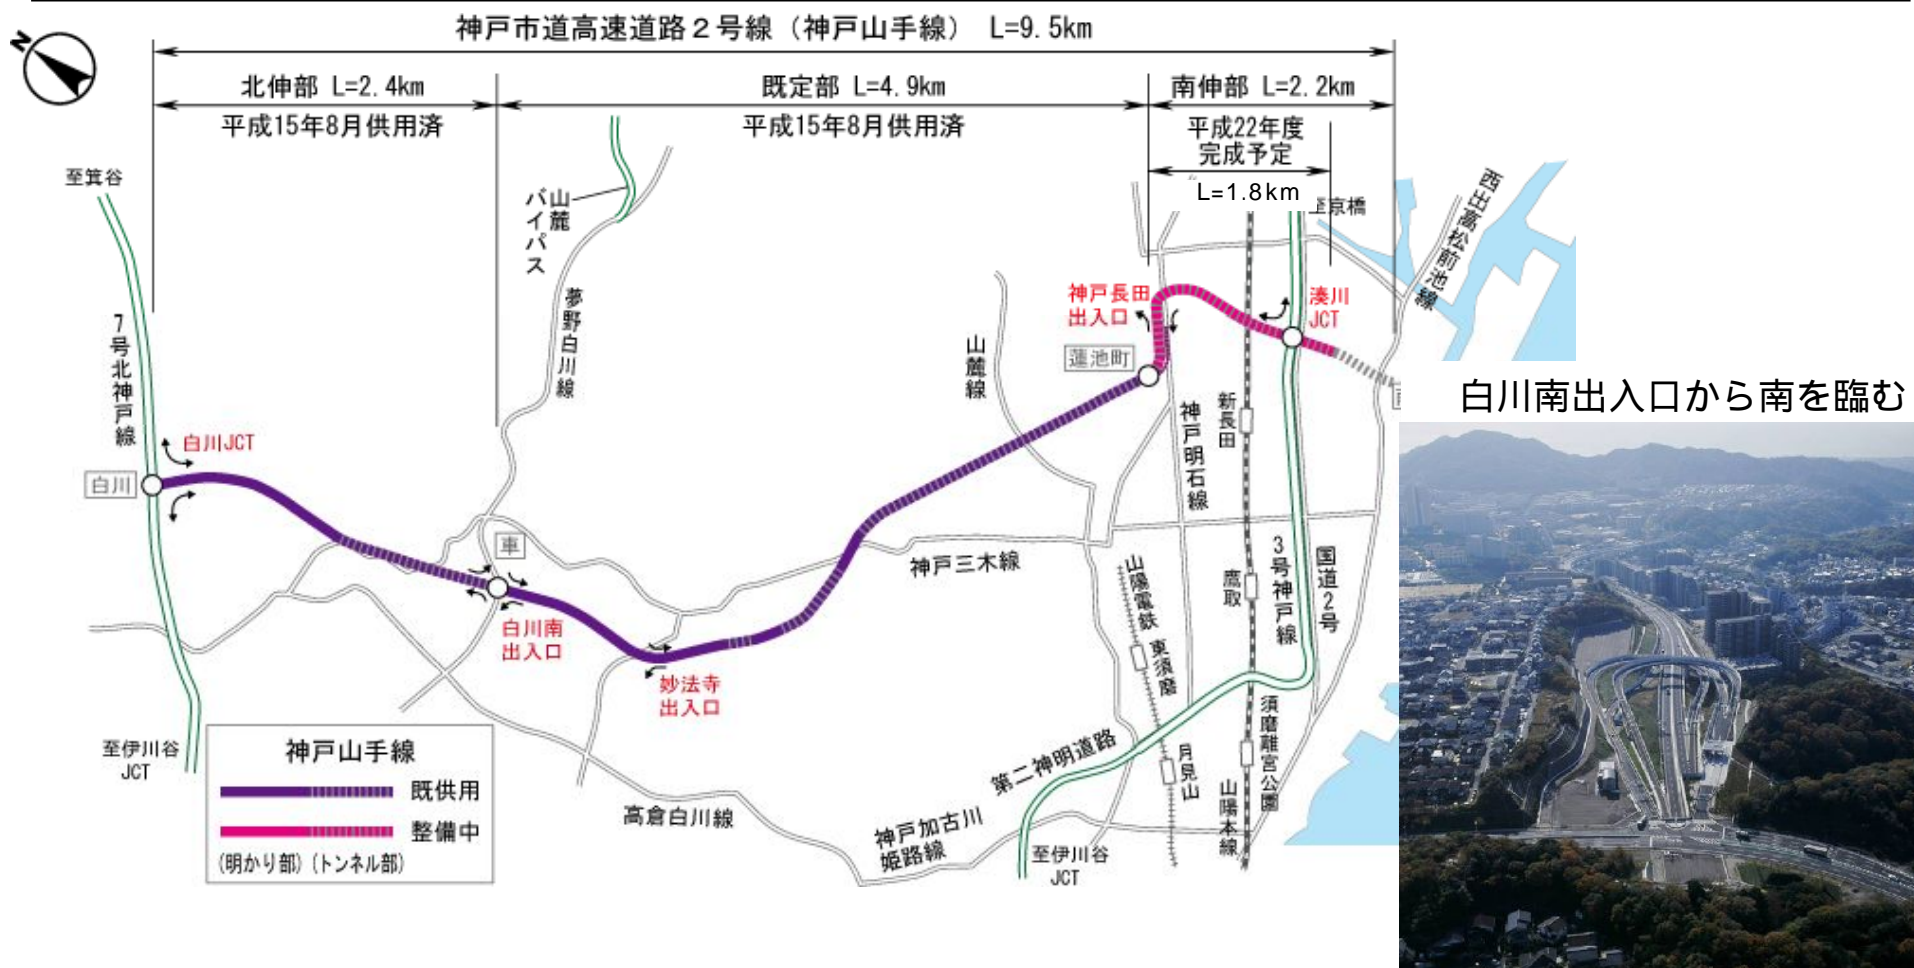 神戸市道高速道路２号線（神戸山手線） L=9.5km
北伸部 L=2.4km
既定部 L=4.9km
南伸部 L=2.2km
平成15年8月供用済
平成15年8月供用済
平成22年度
完成予定
L=1.8km
N
至箕谷
山麓
バイパス
至京橋
西出高松前池線
7号北神戸線
夢野白川線
山麓線
神戸長田
出入口
湊川
JCT
蓮池町
白川南出入口から南を臨む
白川JCT
白川
新長田
神戸明石線
車
神戸三木線
山陽電鉄
鷹取
3号神戸線
国道2号
白川南
出入口
妙法寺
出入口
東須磨
須磨離宮公園
月見山
山陽本線
第二神明道路
至伊川谷
JCT
神戸山手線
既供用
整備中
(明かり部)(トンネル部)
高倉白川線
神戸加古川
姫路線
至伊川谷
JCT